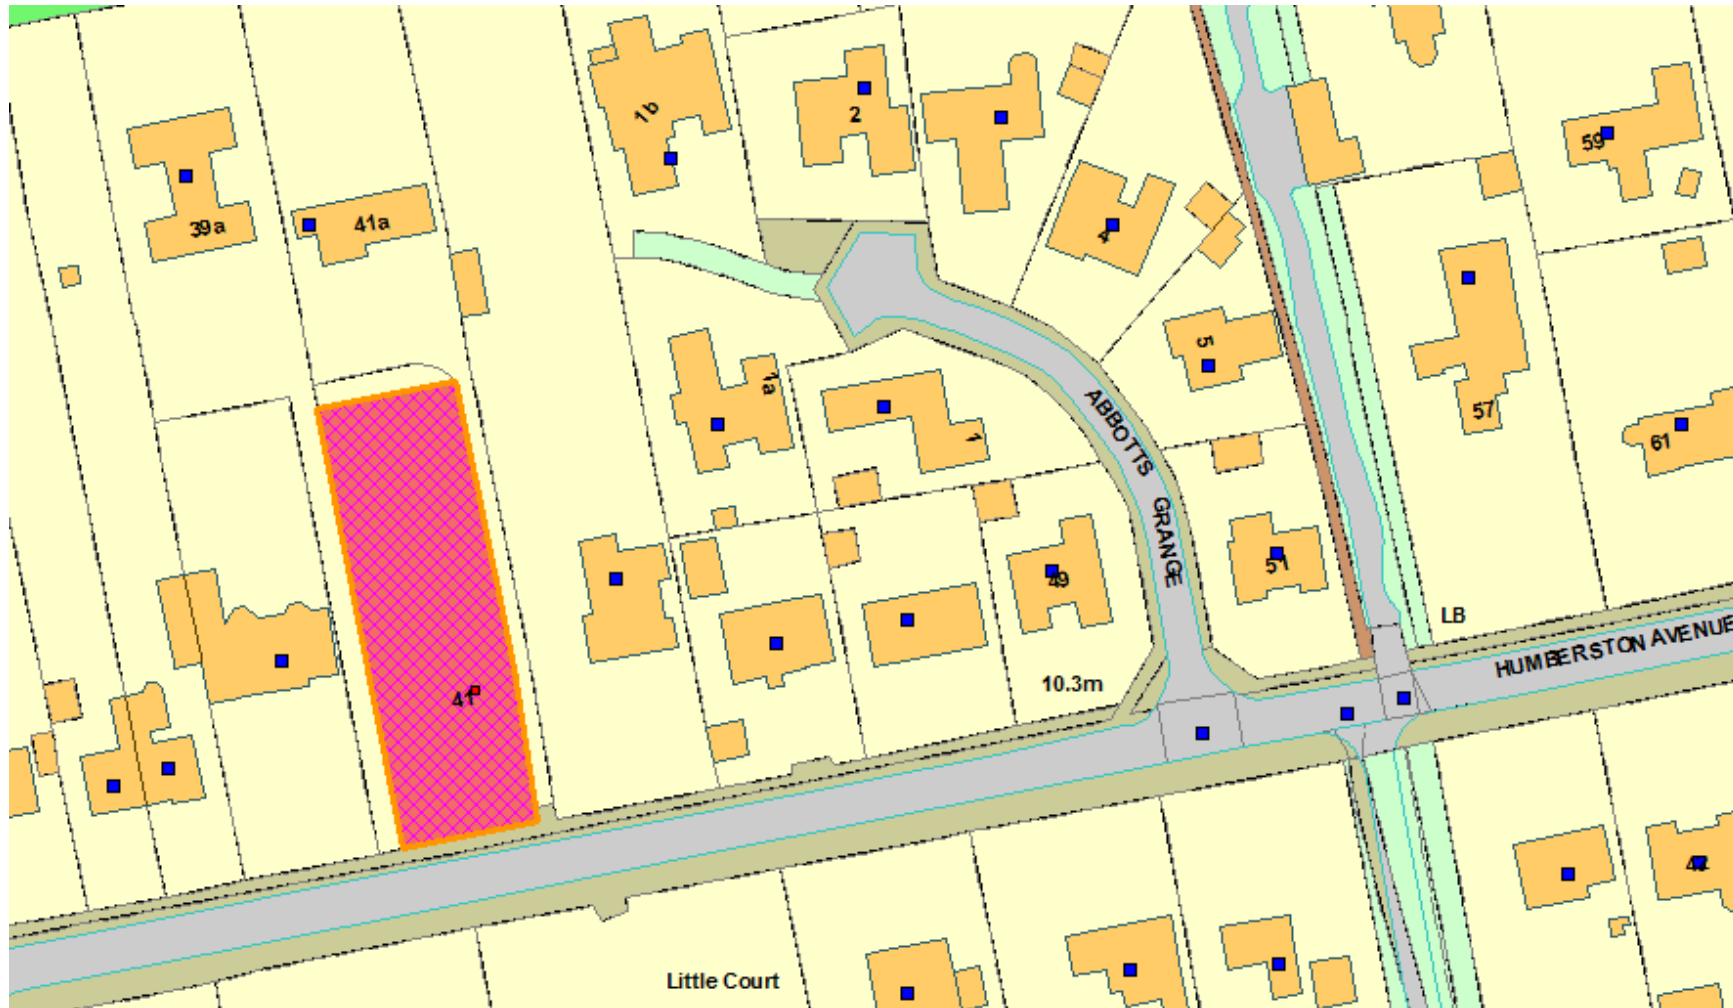 1b
2
59
39a
41a
4
5
1a
57
1
61
ABBOTTS GRANGE
49
51
LB
HUMBERSTON AVENUE
10.3m
41
Little Court